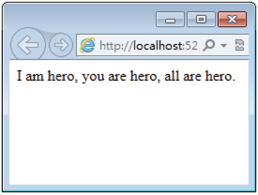 http://localhost:52
I am hero, you are hero, all are hero.